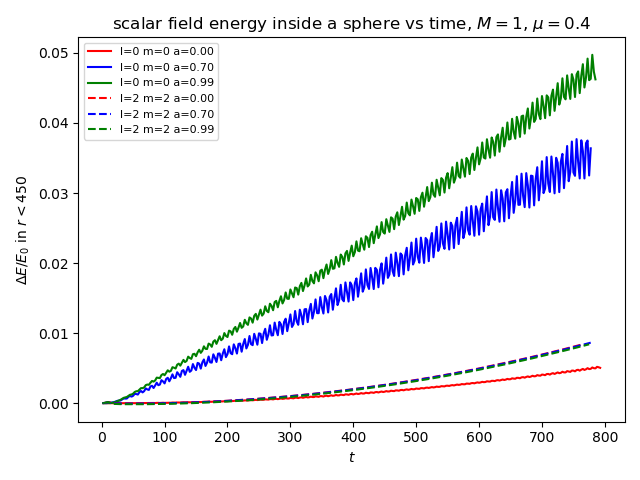 scalar field energy inside a sphere vs time, M = 1, μ = 0.4
l=0 m=0 a=0.00
l=0 m=0 a=0.70
l=0 m=0 a=0.99
l=2 m=2 a=0.00
l=2 m=2 a=0.70
l=2 m=2 a=0.99
ΔE/E₀ in r < 450
0.05
0.04
0.03
0.02
0.01
0.00
0 100 200 300 400 500 600 700 800
t